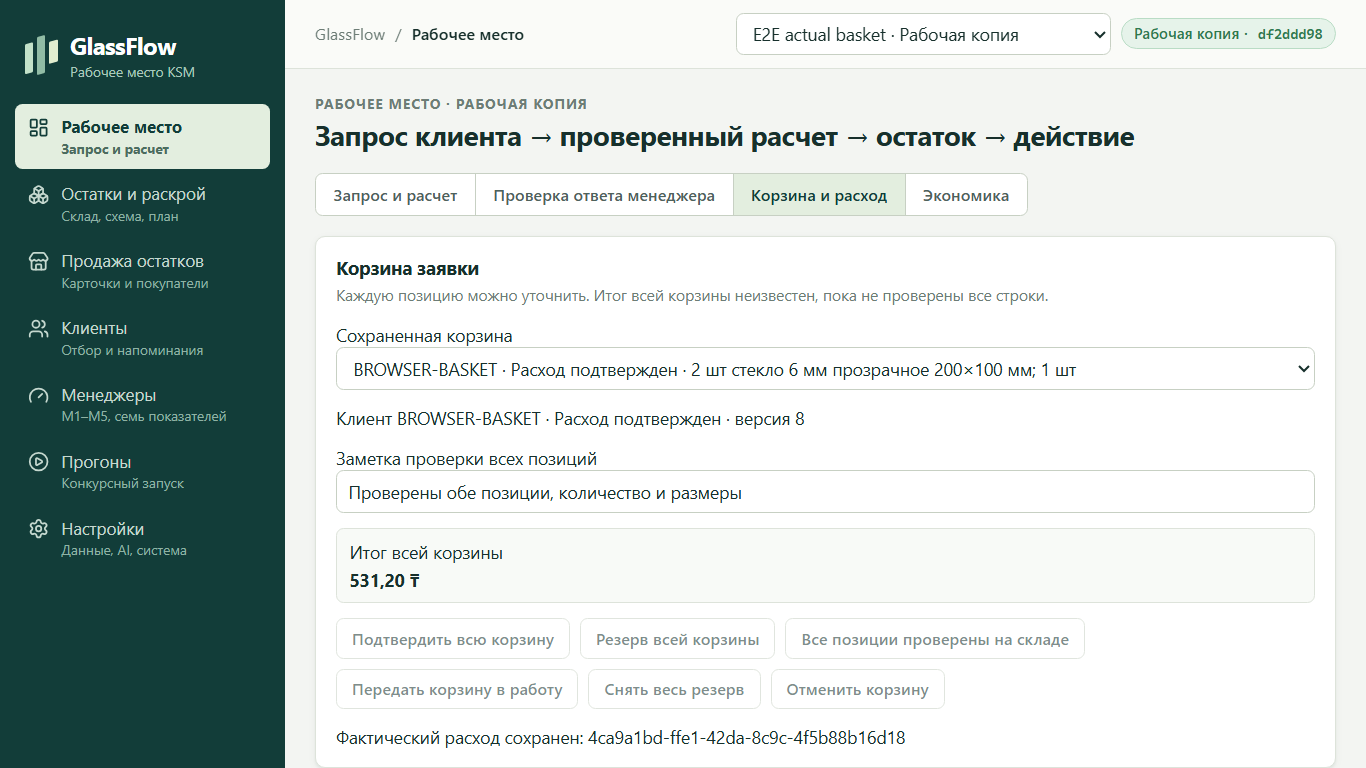 GlassFlow
Рабочее место KSM
Рабочее место
Запрос и расчет
Остатки и раскрой
Склад, схема, план
Продажа остатков
Карточки и покупатели
Клиенты
Отбор и напоминания
Менеджеры
M1–M5, семь показателей
Прогоны
Конкурсный запуск
Настройки
Данные, AI, система
GlassFlow / Рабочее место
E2E actual basket · Рабочая копия
Рабочая копия · df2ddd98
РАБОЧЕЕ МЕСТО · РАБОЧАЯ КОПИЯ
Запрос клиента → проверенный расчет → остаток → действие
Запрос и расчет
Проверка ответа менеджера
Корзина и расход
Экономика
Корзина заявки
Каждую позицию можно уточнить. Итог всей корзины неизвестен, пока не проверены все строки.
Сохраненная корзина
BROWSER-BASKET · Расход подтвержден · 2 шт стекло 6 мм прозрачное 200×100 мм; 1 шт
Клиент BROWSER-BASKET · Расход подтвержден · версия 8
Заметка проверки всех позиций
Проверены обе позиции, количество и размеры
Итог всей корзины
531,20 ₸
Подтвердить всю корзину
Резерв всей корзины
Все позиции проверены на складе
Передать корзину в работу
Снять весь резерв
Отменить корзину
Фактический расход сохранен: 4ca9a1bd-ffe1-42da-8c9c-4f5b88b16d18